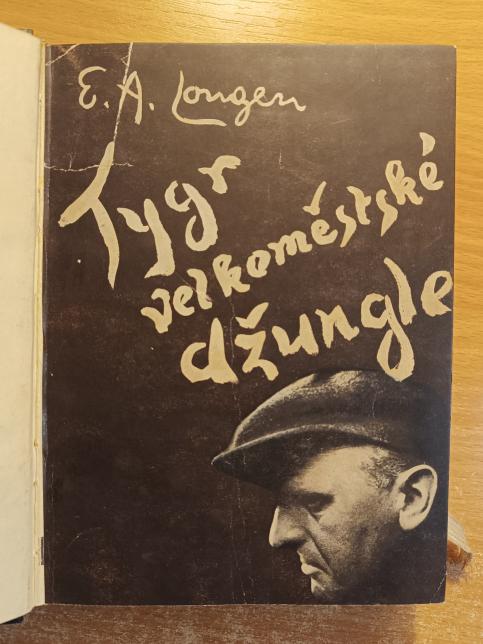 E. A. Longen
Tygr
velkoměstské
džungle